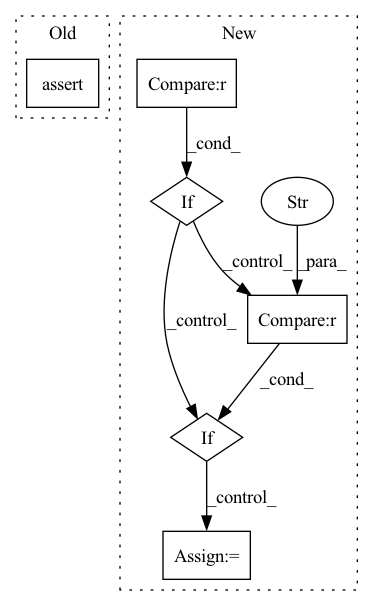 Old
New
assert
Compare:r
_cond_
If
Str
_control_
_para_
_control_
Compare:r
_cond_
If
_control_
Assign:=